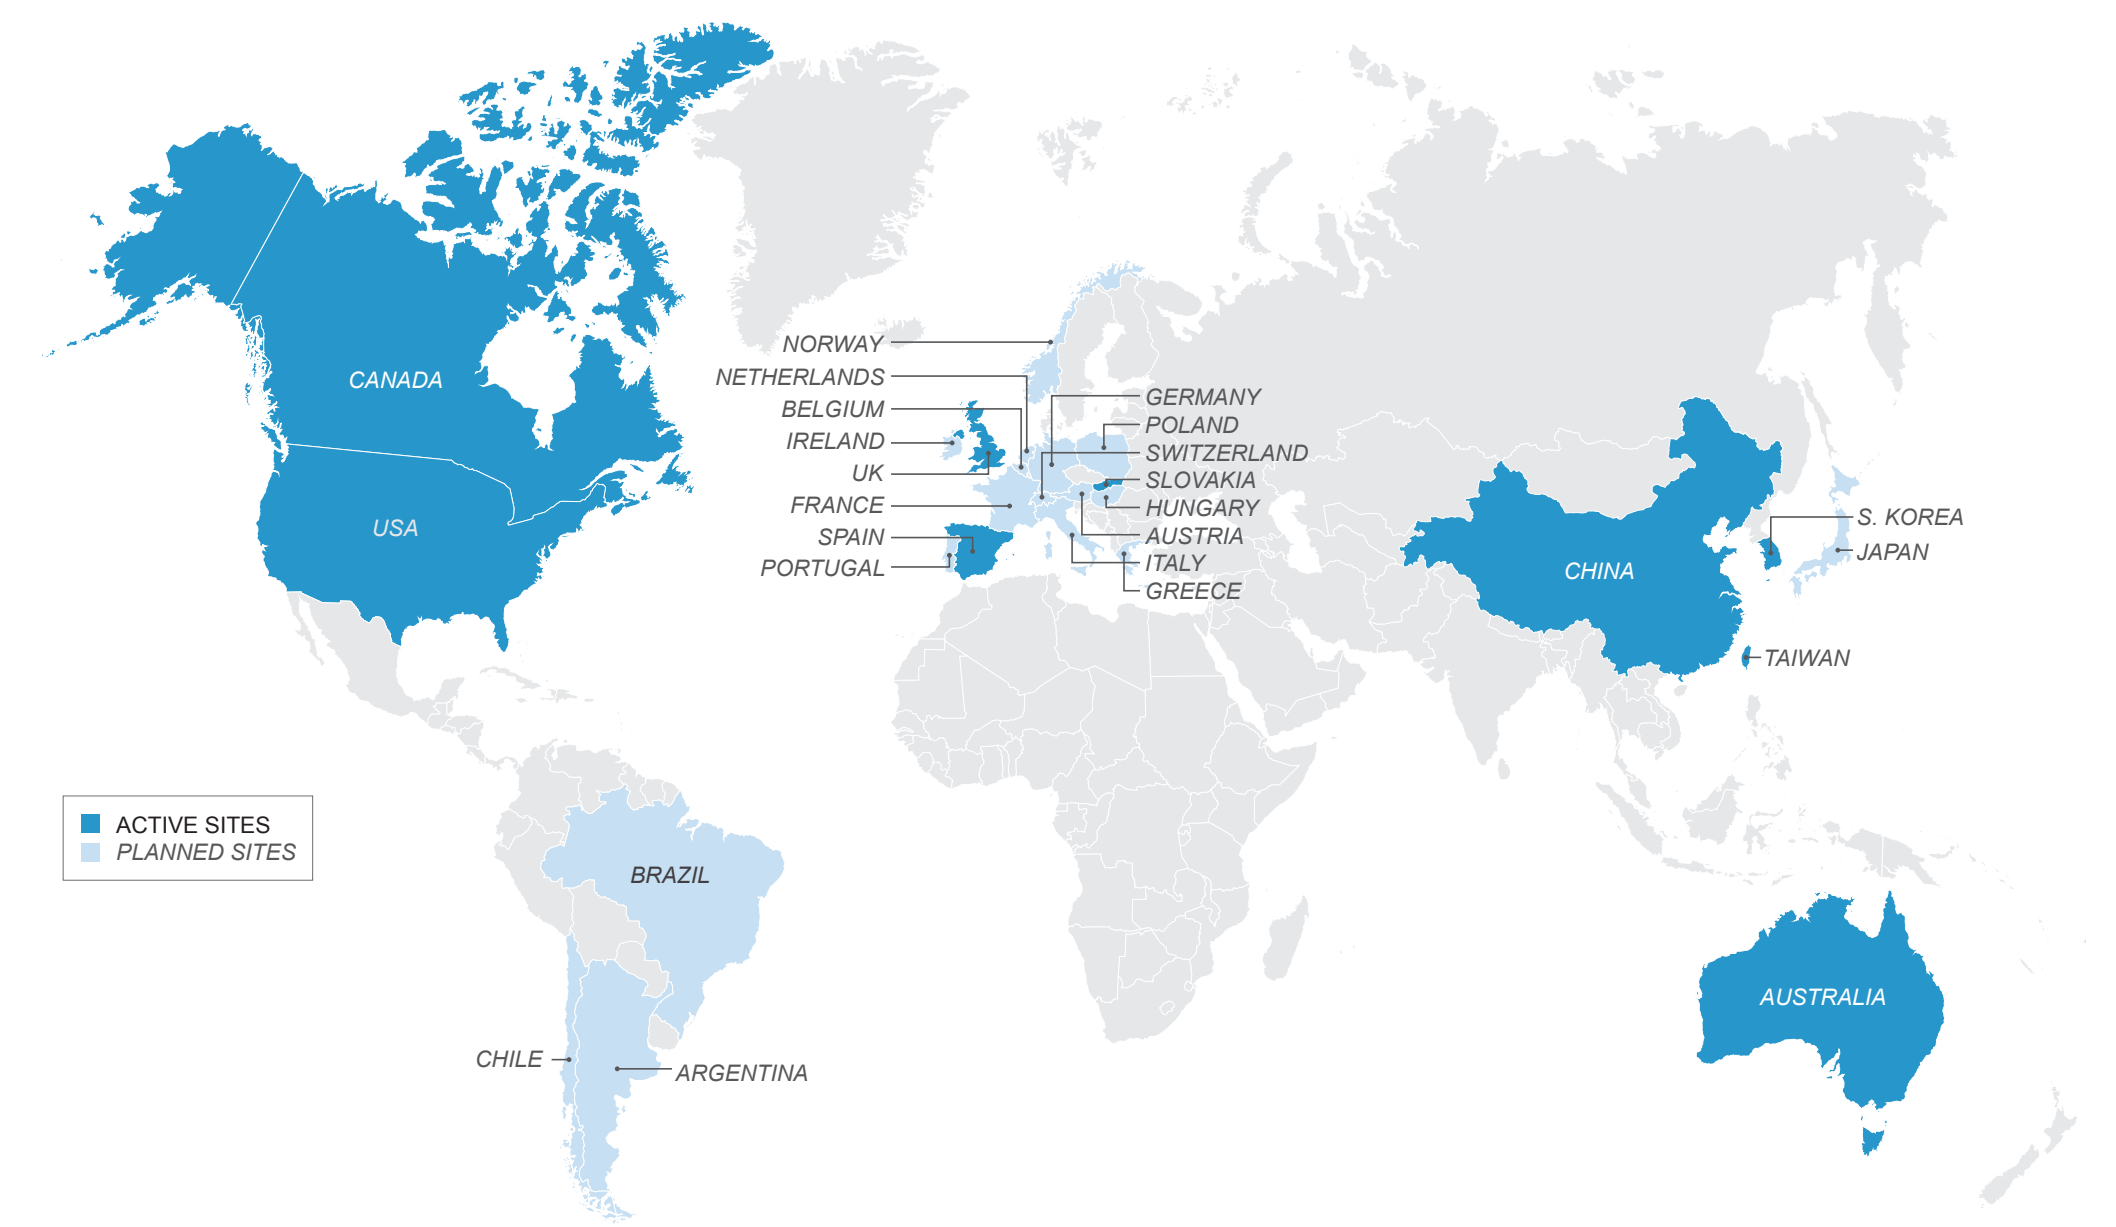 CANADA
USA
NORWAY
NETHERLANDS
BELGIUM
IRELAND
UK
FRANCE
SPAIN
PORTUGAL
GERMANY
POLAND
SWITZERLAND
SLOVAKIA
HUNGARY
AUSTRIA
ITALY
GREECE
S. KOREA
JAPAN
CHINA
TAIWAN
ACTIVE SITES
PLANNED SITES
BRAZIL
CHILE
ARGENTINA
AUSTRALIA